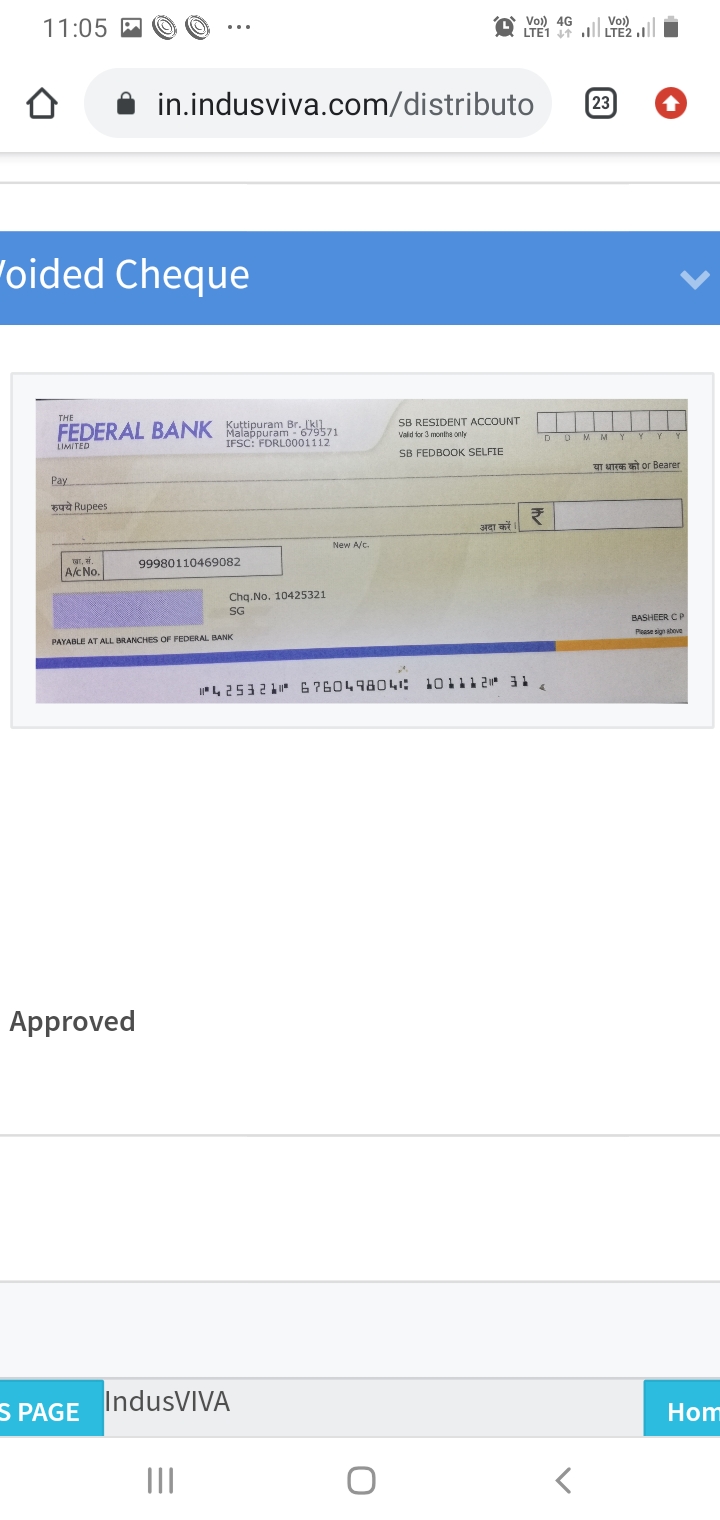 11:05
Vo)) 4G Vo))
LTE1 LTE2
in.indusviva.com/distributo
23
Voided Cheque
THE
FEDERAL BANK
LIMITED
Kuttipuram Br.
Malappuram - 679571
IFSC: FDRL0001112
SB RESIDENT ACCOUNT
Valid for 3 months only
SB FEDBOOK SELFIE
D D M M Y Y Y Y
या धारक को or Bearer
Pay
रुपये Rupees
अदा करें।
₹
New A/c.
खा. सं.
A/c No.
99980110469082
Chq.No. 10425321
SG
BASHEER C P
Please sign above
PAYABLE AT ALL BRANCHES OF FEDERAL BANK
⑈425321⑈ 676049804⑆ 101112⑈ 31
Approved
S PAGE
IndusVIVA
Hom